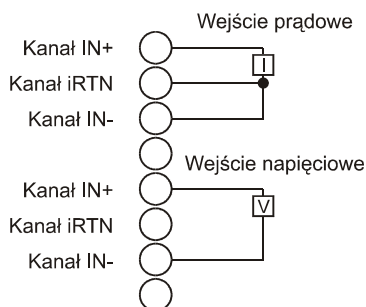 Wejście prądowe
Kanał IN+
I
Kanał iRTN
Kanał IN-
Wejście napięciowe
Kanał IN+
V
Kanał iRTN
Kanał IN-